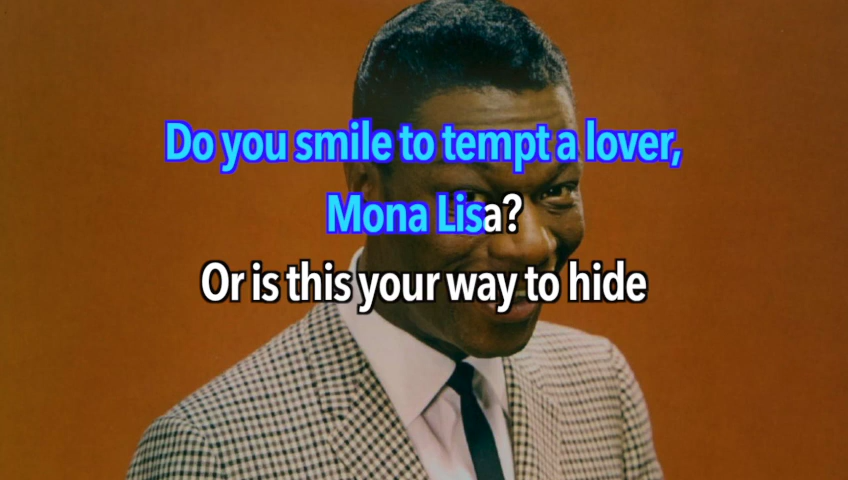 Do you smile to tempt a lover,
Mona Lisa?
Or is this your way to hide